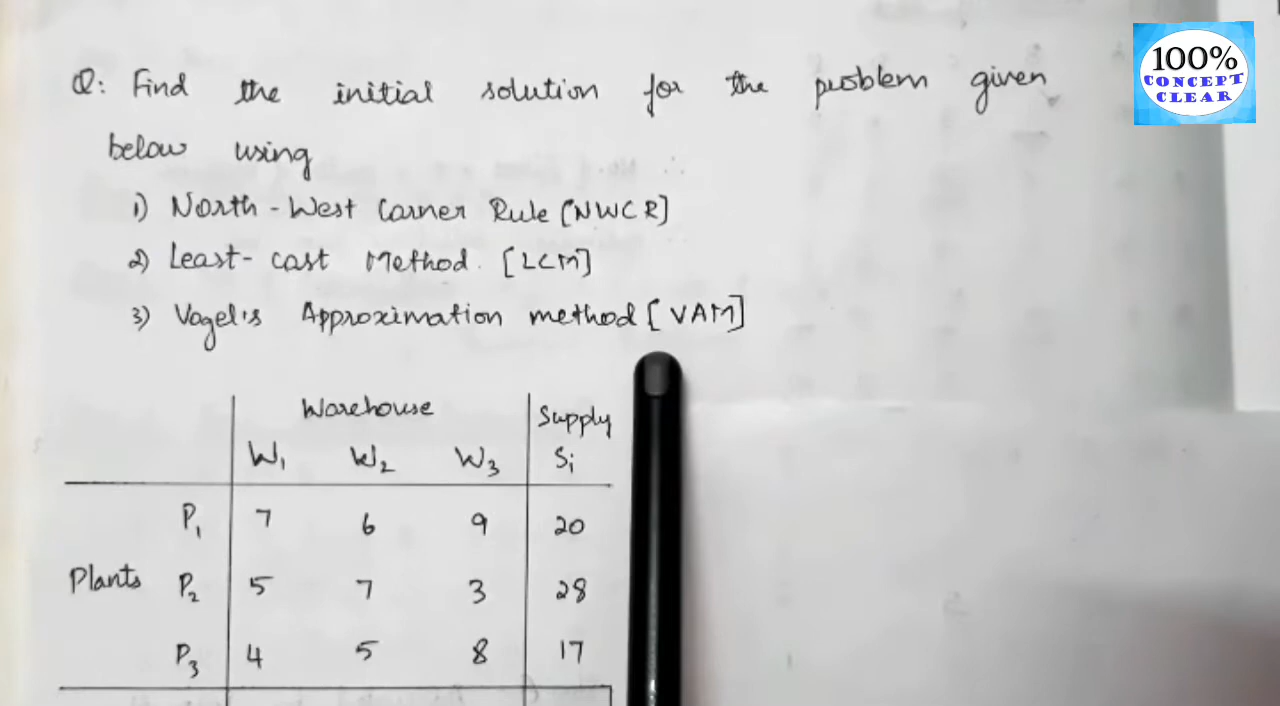 100%
CONCEPT
CLEAR
Q: Find the initial solution for the problem given
below using
1) North-West Corner Rule [NWCR]
2) Least-cast Method. [LCM]
3) Vogel's Approximation method [VAM]
Warehouse Supply
W₁ W₂ W₃ Si
P₁ 7 6 9 20
Plants P₂ 5 7 3 28
P₃ 4 5 8 17